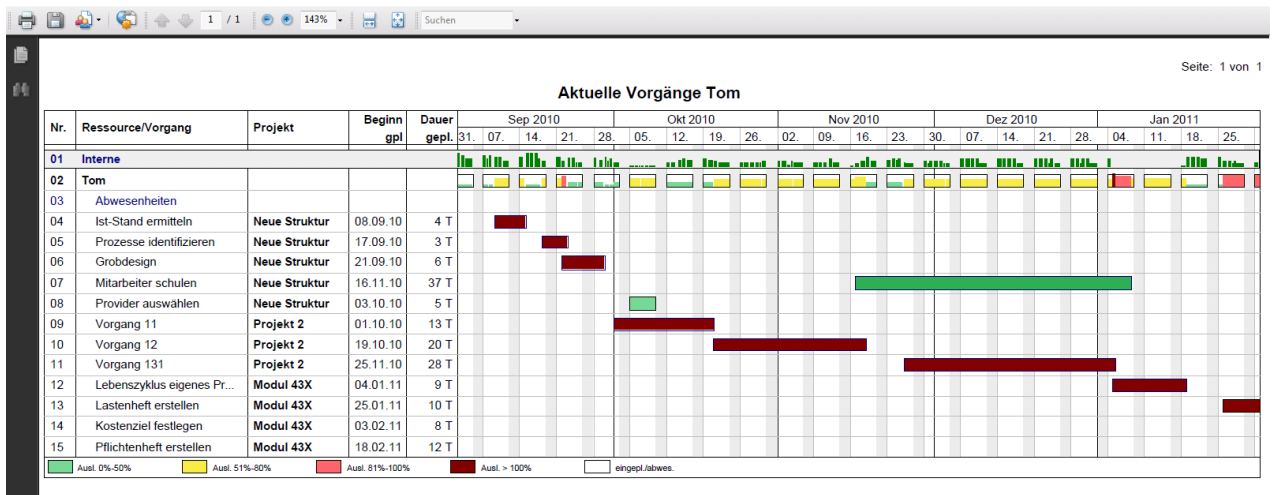 1 / 1 143% Suchen
Seite: 1 von 1
Aktuelle Vorgänge Tom
Nr. Ressource/Vorgang Projekt Beginn gpl Dauer gepl. Sep 2010 Okt 2010 Nov 2010 Dez 2010 Jan 2011
31. 07. 14. 21. 28. 05. 12. 19. 26. 02. 09. 16. 23. 30. 07. 14. 21. 28. 04. 11. 18. 25.
01 Interne
02 Tom
03 Abwesenheiten
04 Ist-Stand ermitteln Neue Struktur 08.09.10 4 T
05 Prozesse identifizieren Neue Struktur 17.09.10 3 T
06 Grobdesign Neue Struktur 21.09.10 6 T
07 Mitarbeiter schulen Neue Struktur 16.11.10 37 T
08 Provider auswählen Neue Struktur 03.10.10 5 T
09 Vorgang 11 Projekt 2 01.10.10 13 T
10 Vorgang 12 Projekt 2 19.10.10 20 T
11 Vorgang 131 Projekt 2 25.11.10 28 T
12 Lebenszyklus eigenes Pr... Modul 43X 04.01.11 9 T
13 Lastenheft erstellen Modul 43X 25.01.11 10 T
14 Kostenziel festlegen Modul 43X 03.02.11 8 T
15 Pflichtenheft erstellen Modul 43X 18.02.11 12 T
Ausl. 0%-50% Ausl. 51%-80% Ausl. 81%-100% Ausl. > 100% eingepl./abwes.